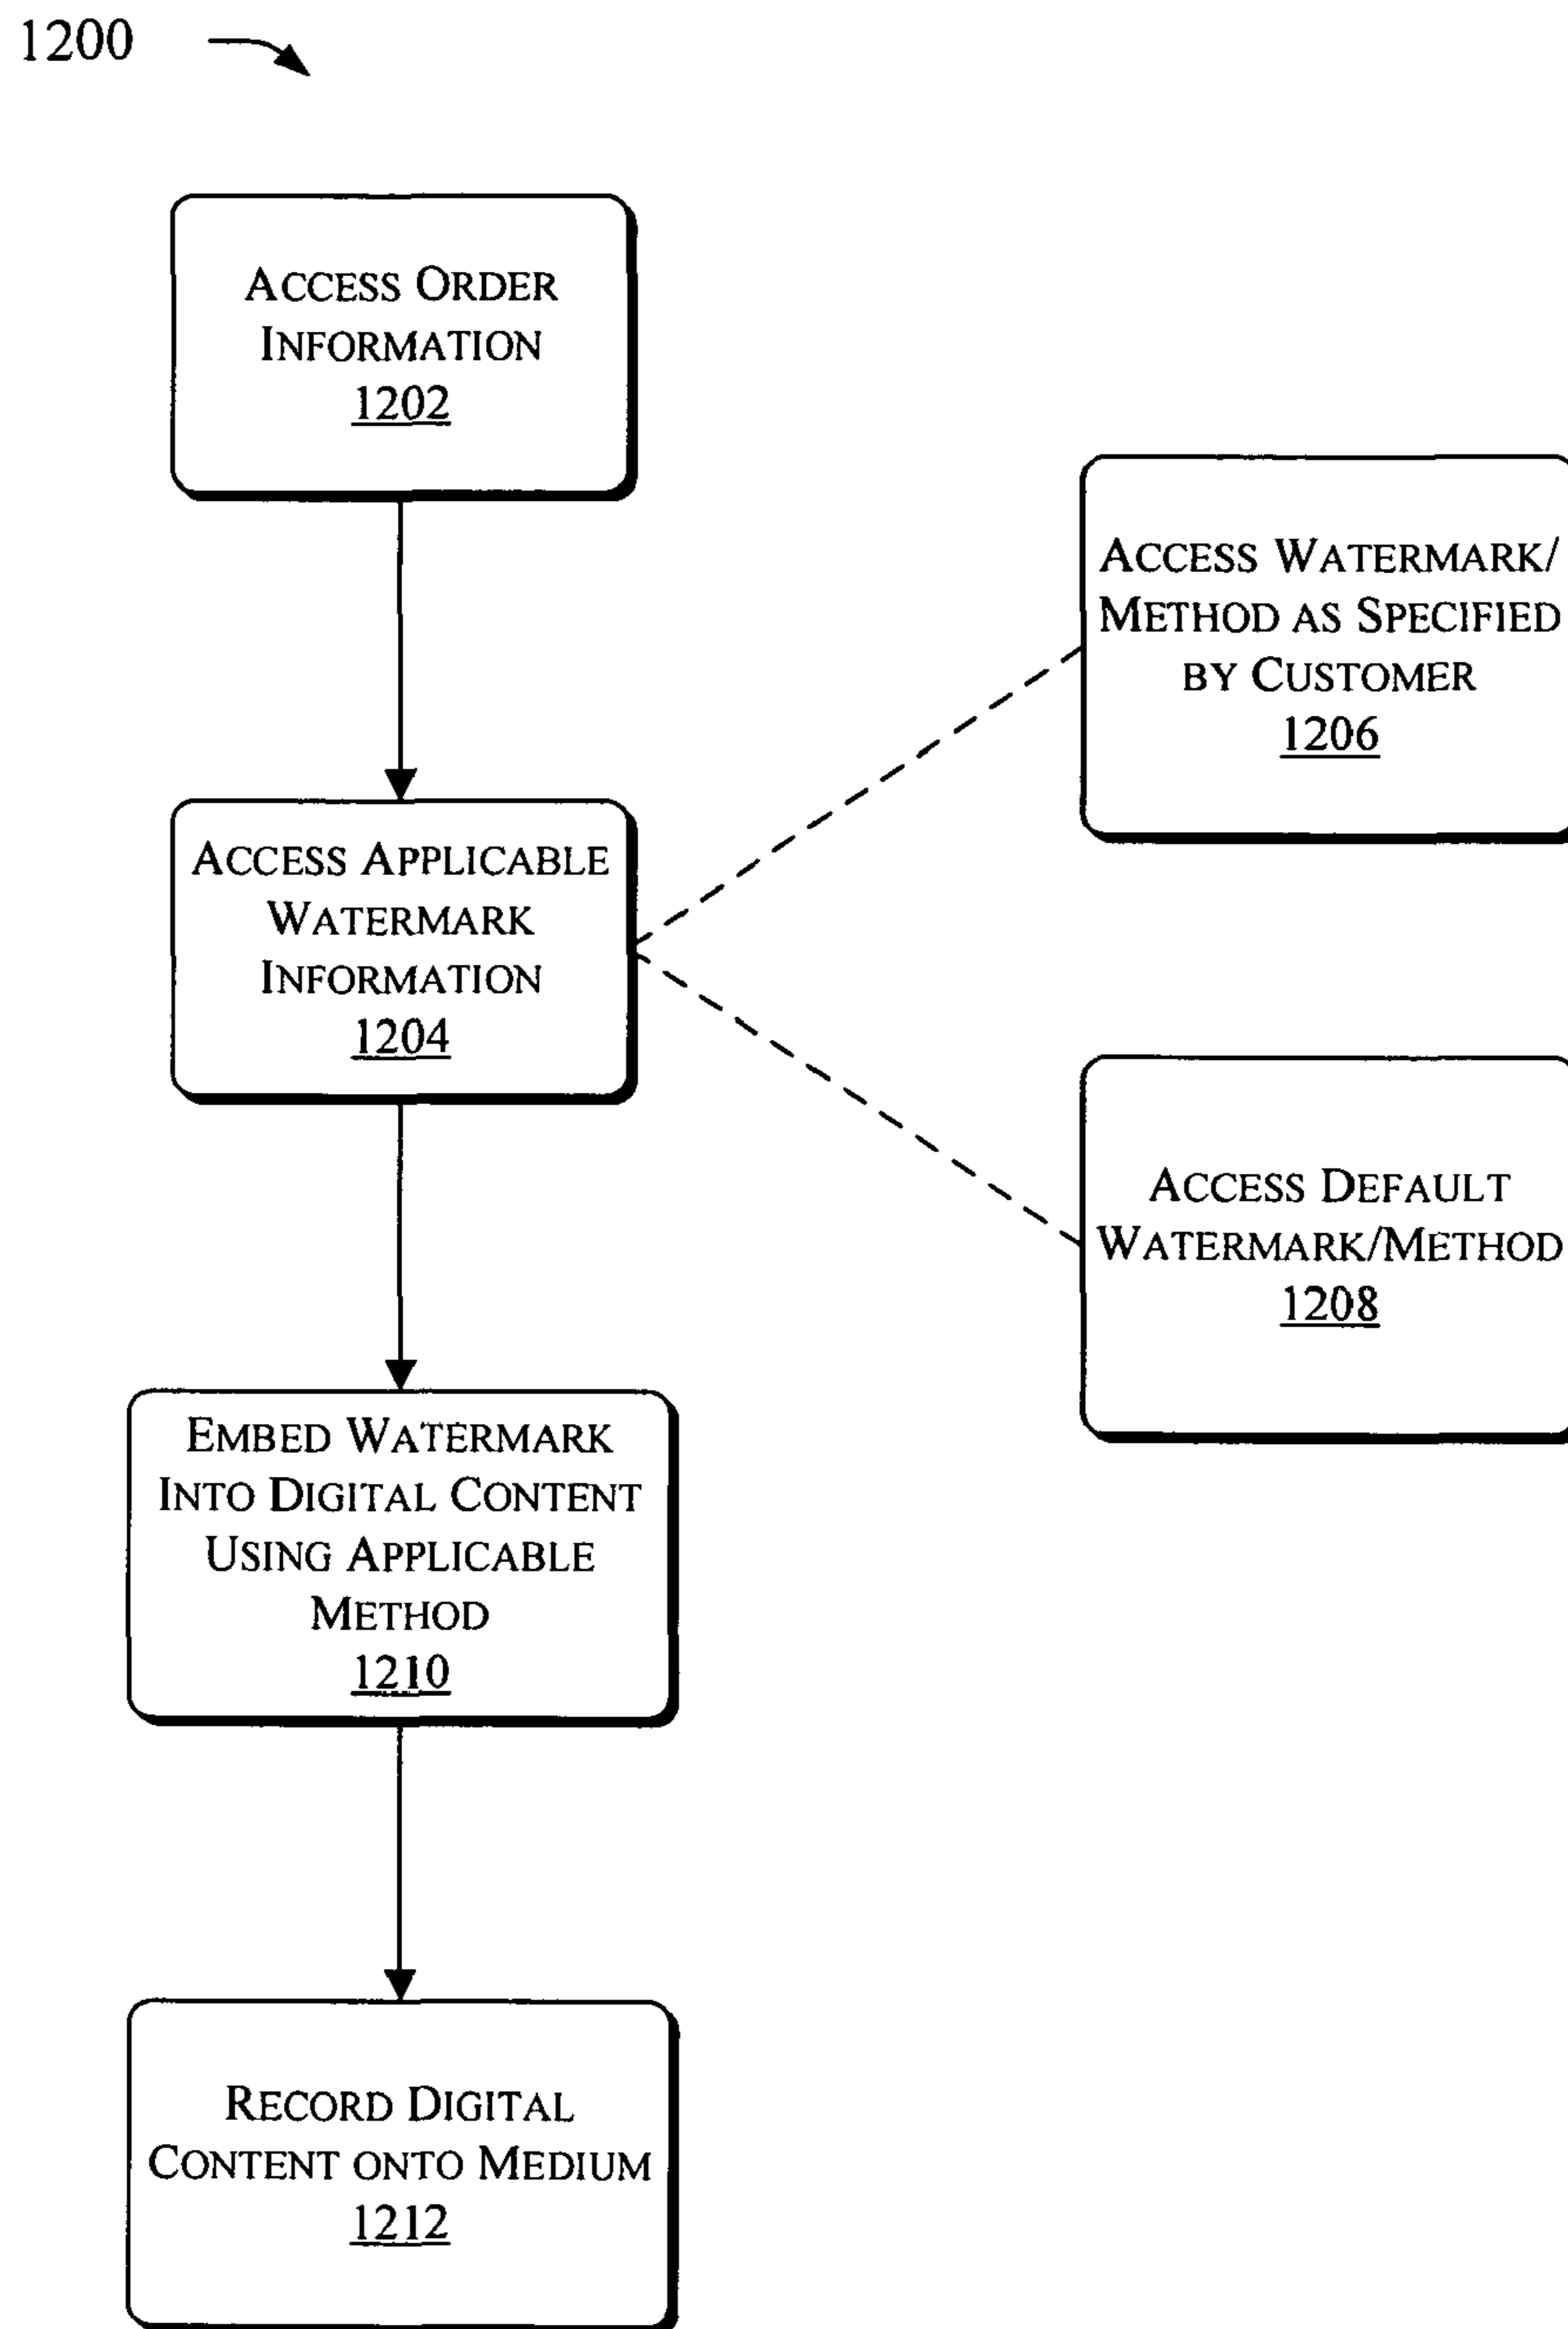 1200
ACCESS ORDER
INFORMATION
1202
ACCESS WATERMARK/
METHOD AS SPECIFIED
BY CUSTOMER
1206
ACCESS APPLICABLE
WATERMARK
INFORMATION
1204
ACCESS DEFAULT
WATERMARK/METHOD
1208
EMBED WATERMARK
INTO DIGITAL CONTENT
USING APPLICABLE
METHOD
1210
RECORD DIGITAL
CONTENT ONTO MEDIUM
1212